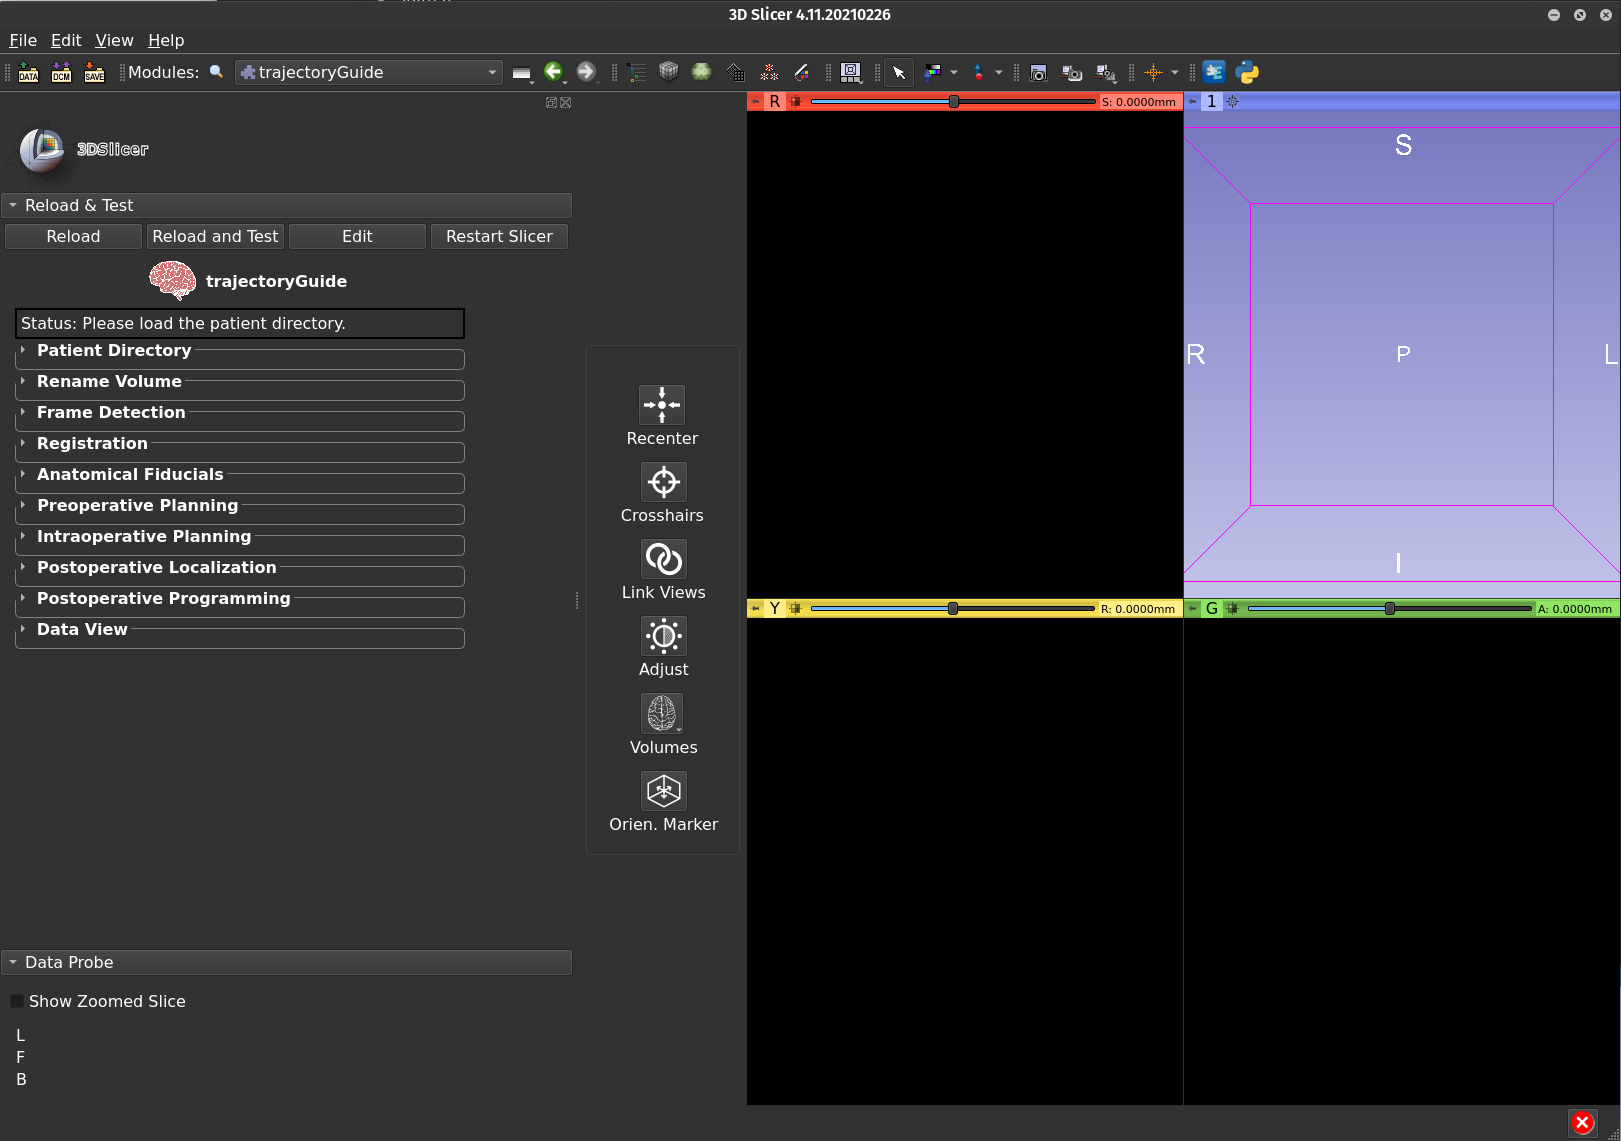 3D Slicer 4.11.20210226
File Edit View Help
DATA DCM SAVE Modules: trajectoryGuide
3DSlicer
Reload & Test
Reload Reload and Test Edit Restart Slicer
trajectoryGuide
Status: Please load the patient directory.
Patient Directory
Rename Volume
Frame Detection
Registration
Anatomical Fiducials
Preoperative Planning
Intraoperative Planning
Postoperative Localization
Postoperative Programming
Data View
Recenter
Crosshairs
Link Views
Adjust
Volumes
Orien. Marker
Data Probe
Show Zoomed Slice
L
F
B
R S: 0.0000mm
1
S
R P L
I
Y R: 0.0000mm
G A: 0.0000mm